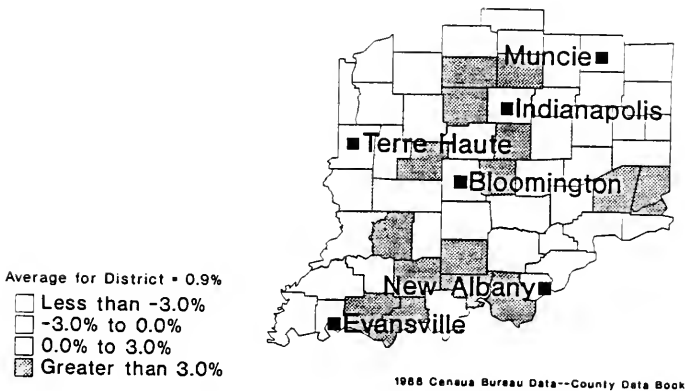 Muncie
Indianapolis
Terre Haute
Bloomington
New Albany
Evansville
Average for District = 0.9%
Less than -3.0%
-3.0% to 0.0%
0.0% to 3.0%
Greater than 3.0%
1988 Census Bureau Data--County Data Book